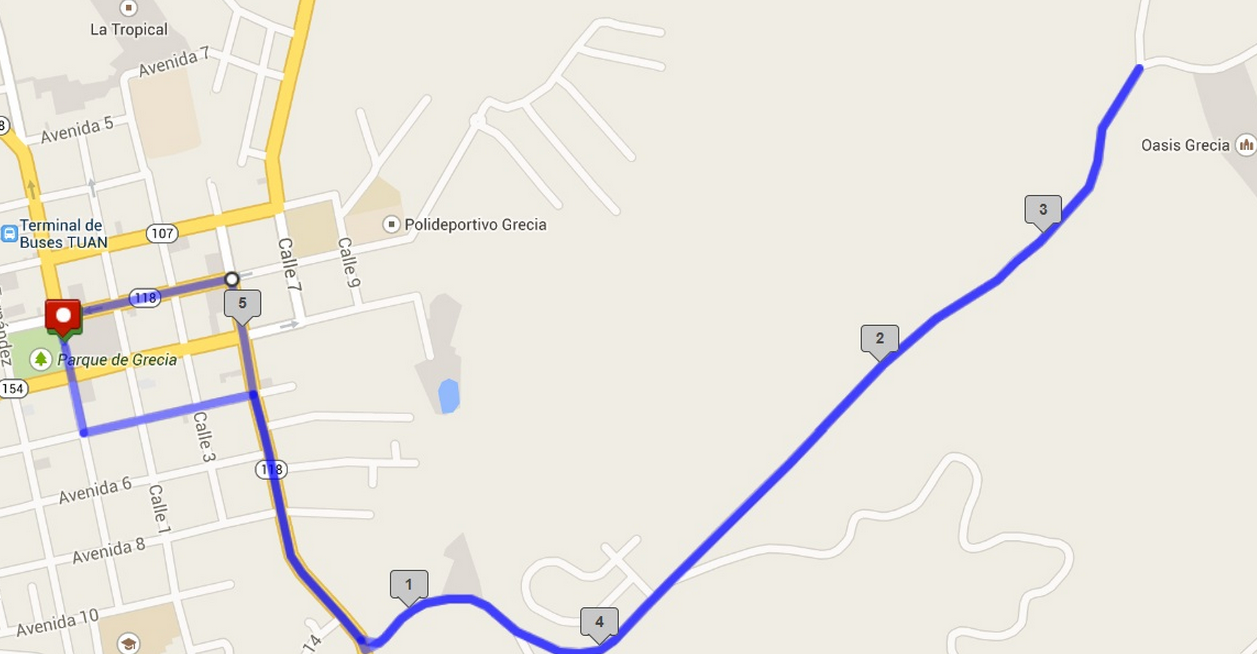 La Tropical
Avenida 7
Avenida 5
8
Oasis Grecia
3
Terminal de
Buses TUAN
107
Polideportivo Grecia
Calle 7
Calle 9
118
5
2
Parque de Grecia
154
Calle 3
118
Avenida 6
Calle 1
Avenida 8
1
4
Avenida 10
14